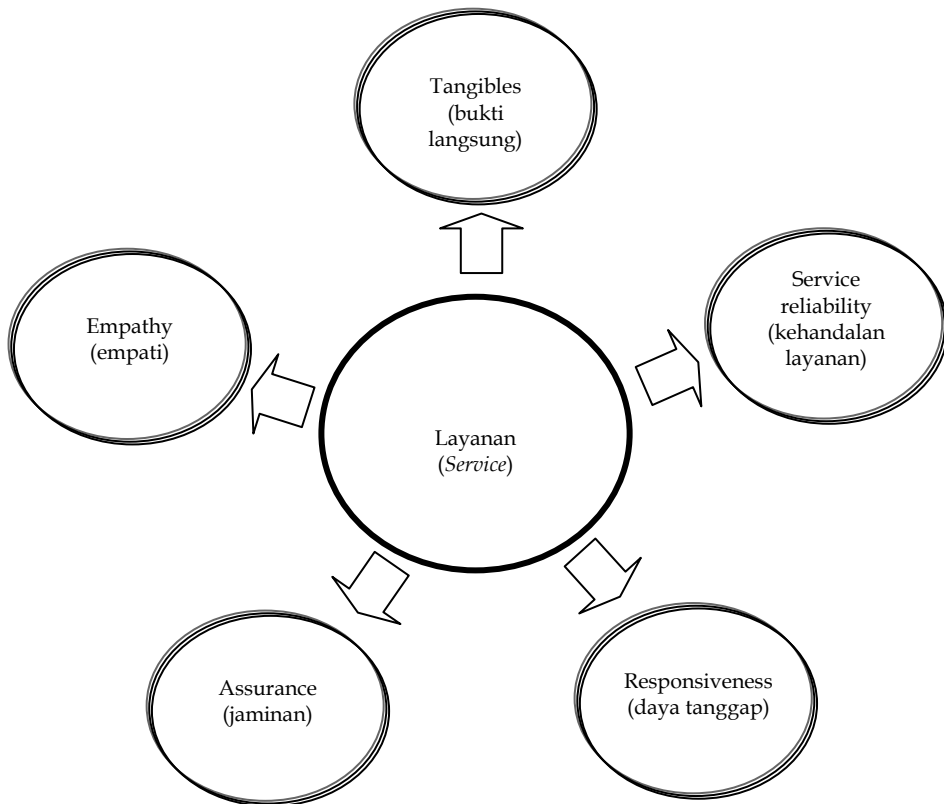 Tangibles
(bukti
langsung)
Service
reliability
(kehandalan
layanan)
Empathy
(empati)
Layanan
(Service)
Responsiveness
(daya tanggap)
Assurance
(jaminan)